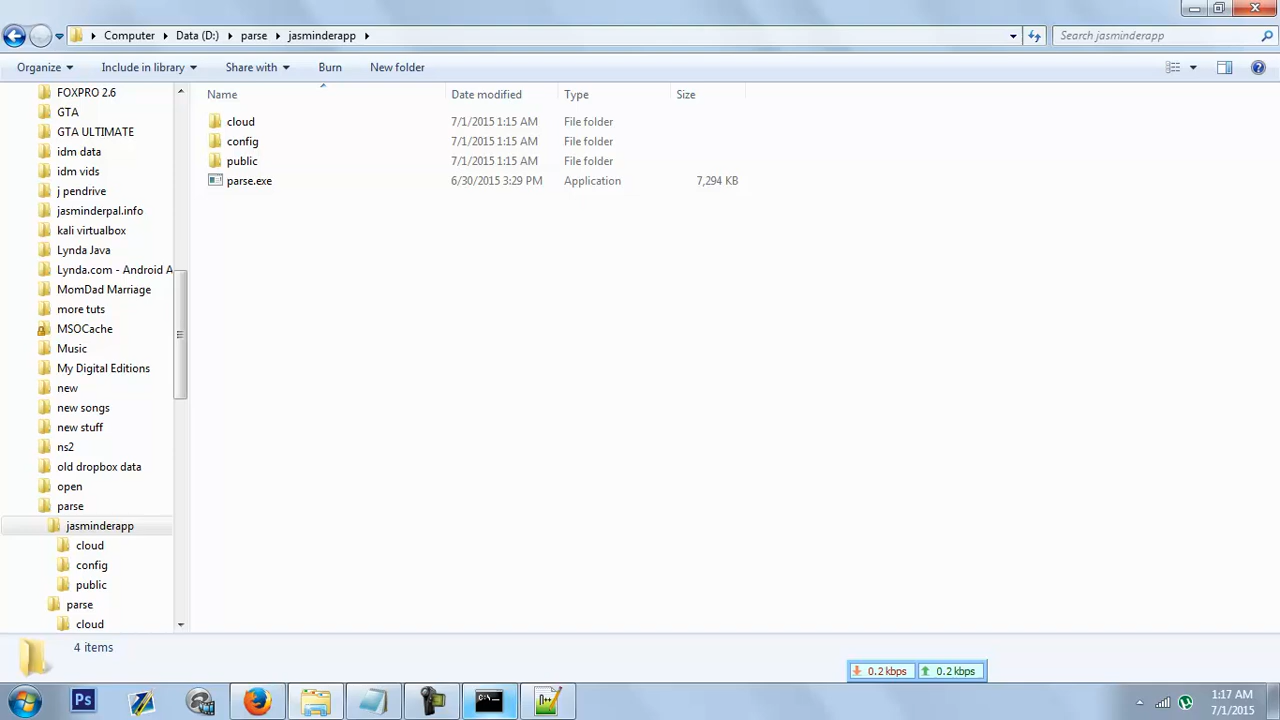 Computer Data (D:) parse jasminderapp Search jasminderapp
Organize Include in library Share with Burn New folder
Name Date modified Type Size
cloud 7/1/2015 1:15 AM File folder
config 7/1/2015 1:15 AM File folder
public 7/1/2015 1:15 AM File folder
parse.exe 6/30/2015 3:29 PM Application 7,294 KB
FOXPRO 2.6
GTA
GTA ULTIMATE
idm data
idm vids
j pendrive
jasminderpal.info
kali virtualbox
Lynda Java
Lynda.com - Android A
MomDad Marriage
more tuts
MSOCache
Music
My Digital Editions
new
new songs
new stuff
ns2
old dropbox data
open
parse
jasminderapp
cloud
config
public
parse
cloud
4 items
0.2 kbps 0.2 kbps
Ps
C:\
1:17 AM
7/1/2015